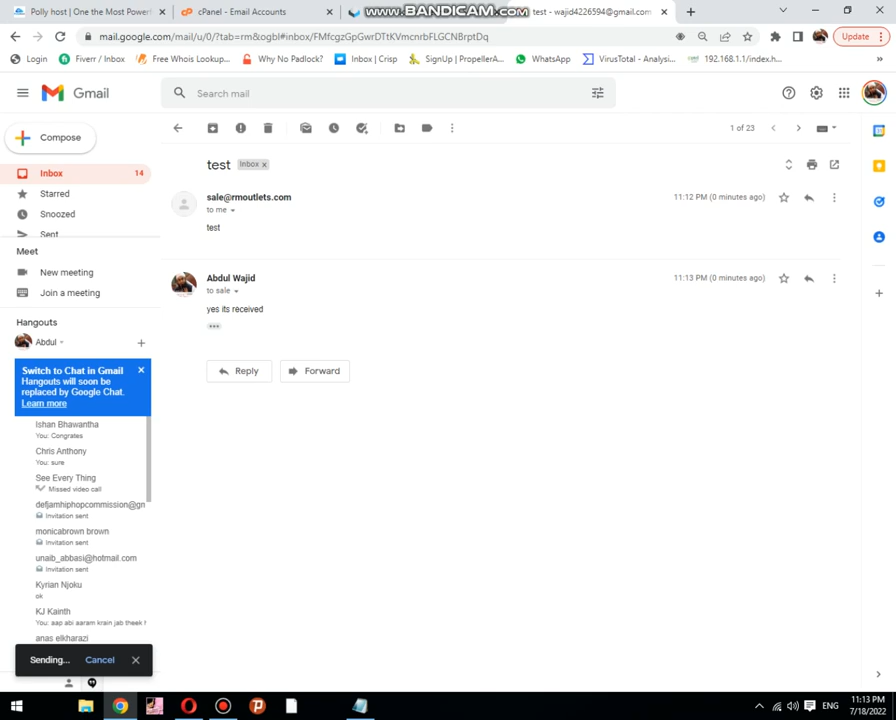 Polly host | One the Most Powerf
cPanel - Email Accounts
WWW.BANDICAM.COM
test - wajid4226594@gmail.com
mail.google.com/mail/u/0/?tab=rm&ogbl#inbox/FMfcgzGpGwrDTtKVmcnrbFLGCNBrptDq
Update
Login
Fiverr / Inbox
Free Whois Lookup...
Why No Padlock?
Inbox | Crisp
SignUp | PropellerA...
WhatsApp
VirusTotal - Analysi...
192.168.1.1/index.h...
»
Gmail
Search mail
Compose
1 of 23
Inbox 14
Starred
Snoozed
Sent
test Inbox x
sale@rmoutlets.com
11:12 PM (0 minutes ago)
to me
test
Meet
New meeting
Join a meeting
Abdul Wajid
11:13 PM (0 minutes ago)
to sale
yes its received
Hangouts
Abdul
Reply
Forward
Switch to Chat in Gmail
Hangouts will soon be
replaced by Google Chat.
Learn more
Ishan Bhawantha
You: Congrates
Chris Anthony
You: sure
See Every Thing
Missed video call
defjamhiphopcommission@gm
Invitation sent
monicabrown brown
Invitation sent
unaib_abbasi@hotmail.com
Invitation sent
Kyrian Njoku
ok
KJ Kainth
You: aap abi aaram krain jab theek h
anas elkharazi
Sending... Cancel
ENG
11:13 PM
7/18/2022